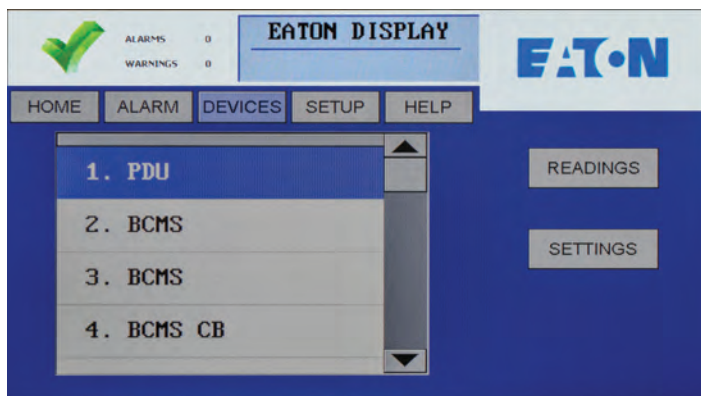 ALARMS 0
WARNINGS 0
EATON DISPLAY
EATON
HOME ALARM DEVICES SETUP HELP
1. PDU
2. BCMS
3. BCMS
4. BCMS CB
READINGS
SETTINGS